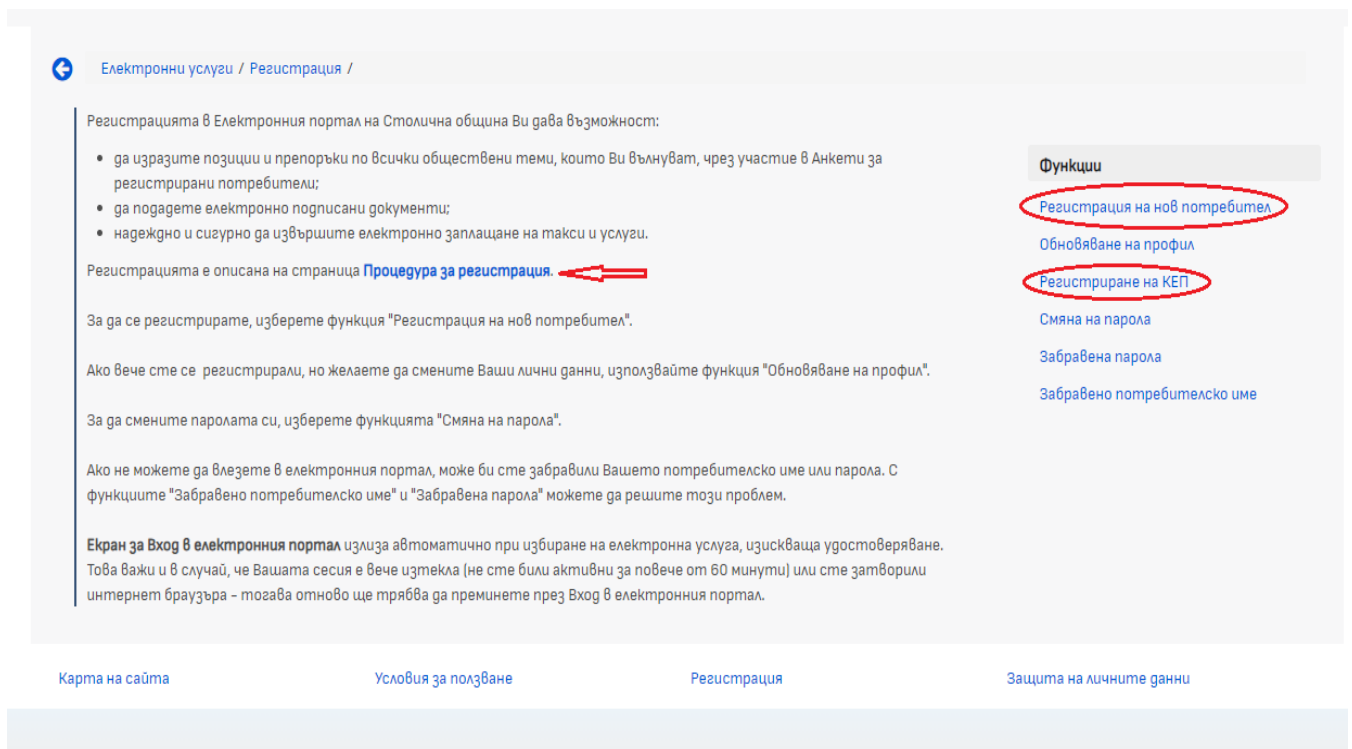 Електронни услуги / Регистрация /
Регистрацията в Електронния портал на Столична община Ви дава възможност:
• да изразите позиции и препоръки по всички обществени теми, които Ви вълнуват, чрез участие в Анкети за
регистрирани потребители;
• да подадете електронно подписани документи;
• надеждно и сигурно да извършите електронно заплащане на такси и услуги.
Регистрацията е описана на страница Процедура за регистрация.
За да се регистрирате, изберете функция "Регистрация на нов потребител".
Ако вече сте се регистрирали, но желаете да смените Ваши лични данни, използвайте функция "Обновяване на профил".
За да смените паролата си, изберете функцията "Смяна на парола".
Ако не можете да влезете в електронния портал, може би сте забравили Вашето потребителско име или парола. С
функциите "Забравено потребителско име" и "Забравена парола" можете да решите този проблем.
Екран за Вход в електронния портал излиза автоматично при избиране на електронна услуга, изискваща удостоверяване.
Това важи и в случай, че Вашата сесия е вече изтекла (не сте били активни за повече от 60 минути) или сте затворили
интернет браузъра - тогава отново ще трябва да преминете през Вход в електронния портал.
Функции
Регистрация на нов потребител
Обновяване на профил
Регистриране на КЕП
Смяна на парола
Забравена парола
Забравено потребителско име
Карта на сайта
Условия за ползване
Регистрация
Защита на личните данни